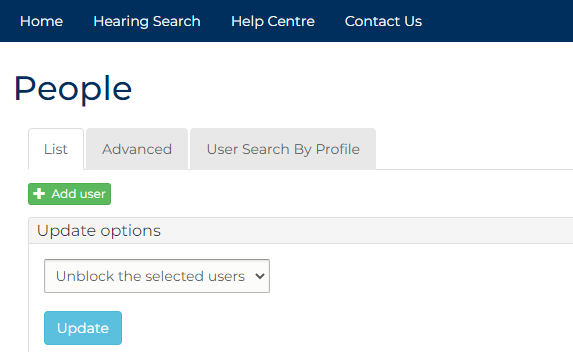 Home Hearing Search Help Centre Contact Us
People
List Advanced User Search By Profile
Add user
Update options
Unblock the selected users
Update